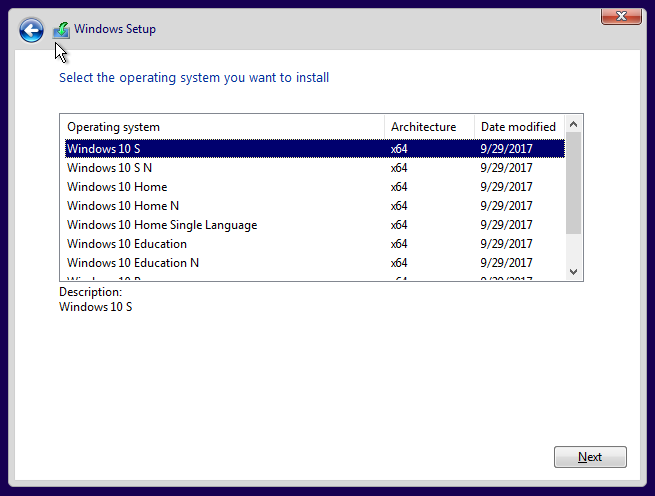 Windows Setup
Select the operating system you want to install
Operating system Architecture Date modified
Windows 10 S x64 9/29/2017
Windows 10 S N x64 9/29/2017
Windows 10 Home x64 9/29/2017
Windows 10 Home N x64 9/29/2017
Windows 10 Home Single Language x64 9/29/2017
Windows 10 Education x64 9/29/2017
Windows 10 Education N x64 9/29/2017
Description:
Windows 10 S
Next